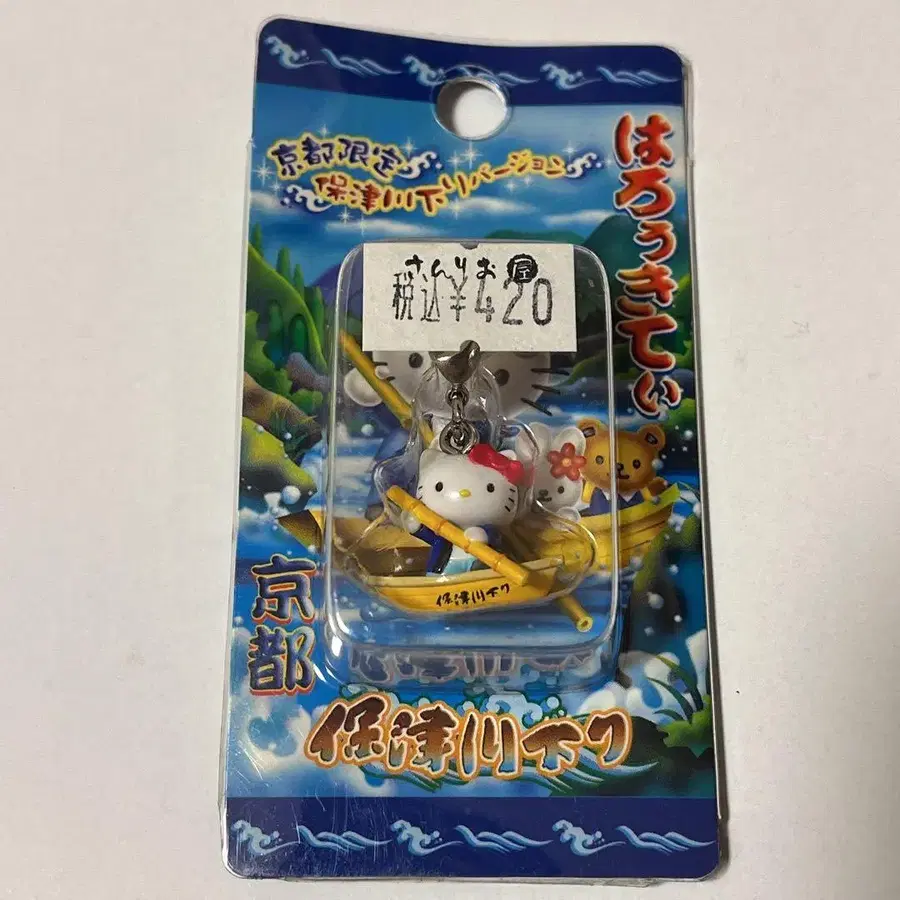 京都限定
保津川下りバージョン
はろうきてぃ
さんりお屋
税込¥420
保津川下り
京都
保津川下り